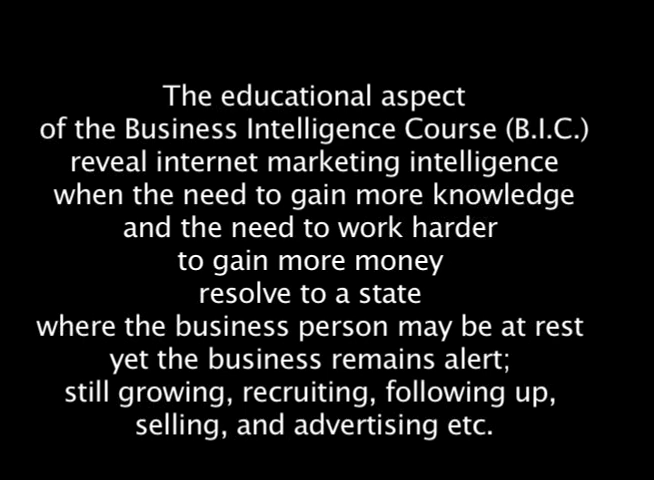 The educational aspect
of the Business Intelligence Course (B.I.C.)
reveal internet marketing intelligence
when the need to gain more knowledge
and the need to work harder
to gain more money
resolve to a state
where the business person may be at rest
yet the business remains alert;
still growing, recruiting, following up,
selling, and advertising etc.